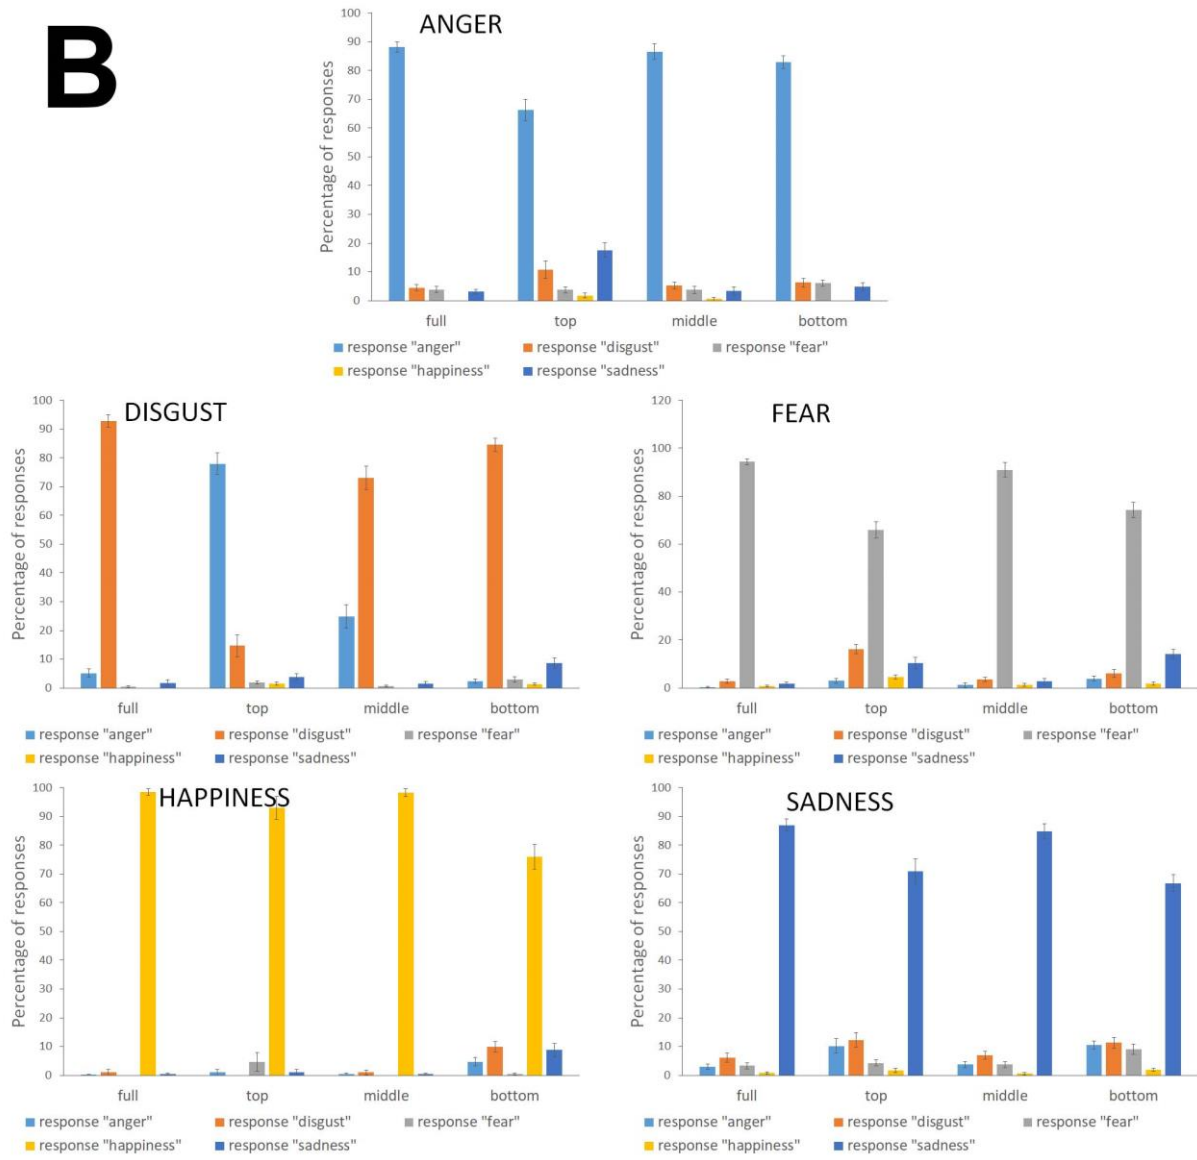 B
ANGER
Percentage of responses
100
90
80
70
60
50
40
30
20
10
0
full top middle bottom
response "anger" response "disgust" response "fear"
response "happiness" response "sadness"
DISGUST
Percentage of responses
100
90
80
70
60
50
40
30
20
10
0
full top middle bottom
response "anger" response "disgust" response "fear"
response "happiness" response "sadness"
FEAR
Percentage of responses
120
100
80
60
40
20
0
full top middle bottom
response "anger" response "disgust" response "fear"
response "happiness" response "sadness"
HAPPINESS
Percentage of responses
100
90
80
70
60
50
40
30
20
10
0
full top middle bottom
response "anger" response "disgust" response "fear"
response "happiness" response "sadness"
SADNESS
Percentage of responses
100
90
80
70
60
50
40
30
20
10
0
full top middle bottom
response "anger" response "disgust" response "fear"
response "happiness" response "sadness"